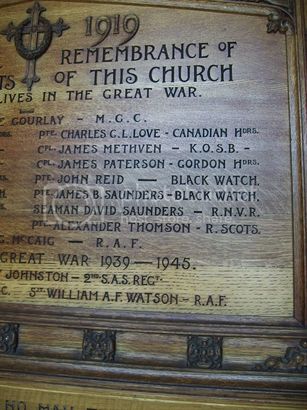 1919
REMEMBRANCE OF
OF THIS CHURCH
LIVES IN THE GREAT WAR.
GOURLAY – M.G.C.
PTE. CHARLES G.L. LOVE – CANADIAN HDRS.
CPL. JAMES METHVEN – K.O.S.B. –
CPL. JAMES PATERSON – GORDON HDRS.
PTE. JOHN REID – BLACK WATCH.
PTE. JAMES B. SAUNDERS – BLACK WATCH.
SEAMAN DAVID SAUNDERS – R.N.V.R.
PTE. ALEXANDER THOMSON – R. SCOTS.
G. McCAIG – R.A.F.
GREAT WAR 1939–1945.
JOHNSTON – 2ND S.A.S. REGT.
C. SGT WILLIAM A.F. WATSON – R.A.F.